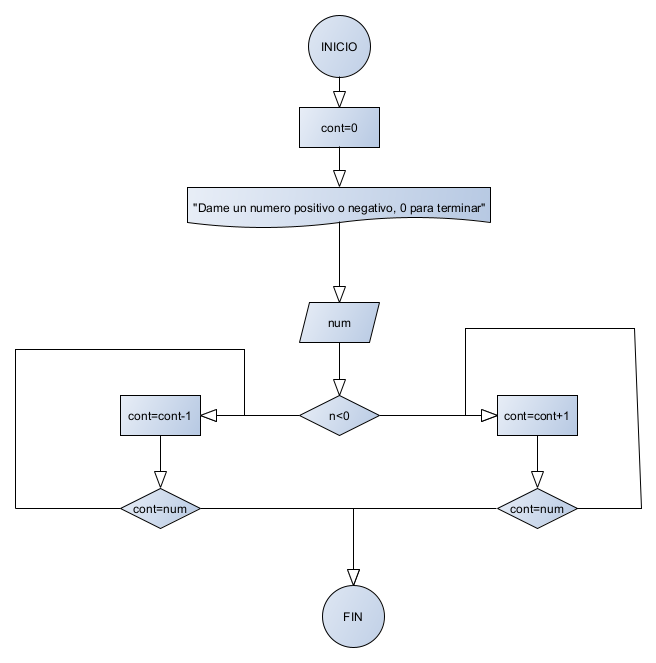 INICIO
cont=0
"Dame un numero positivo o negativo, 0 para terminar"
num
n<0
cont=cont-1
cont=cont+1
cont=num
cont=num
FIN